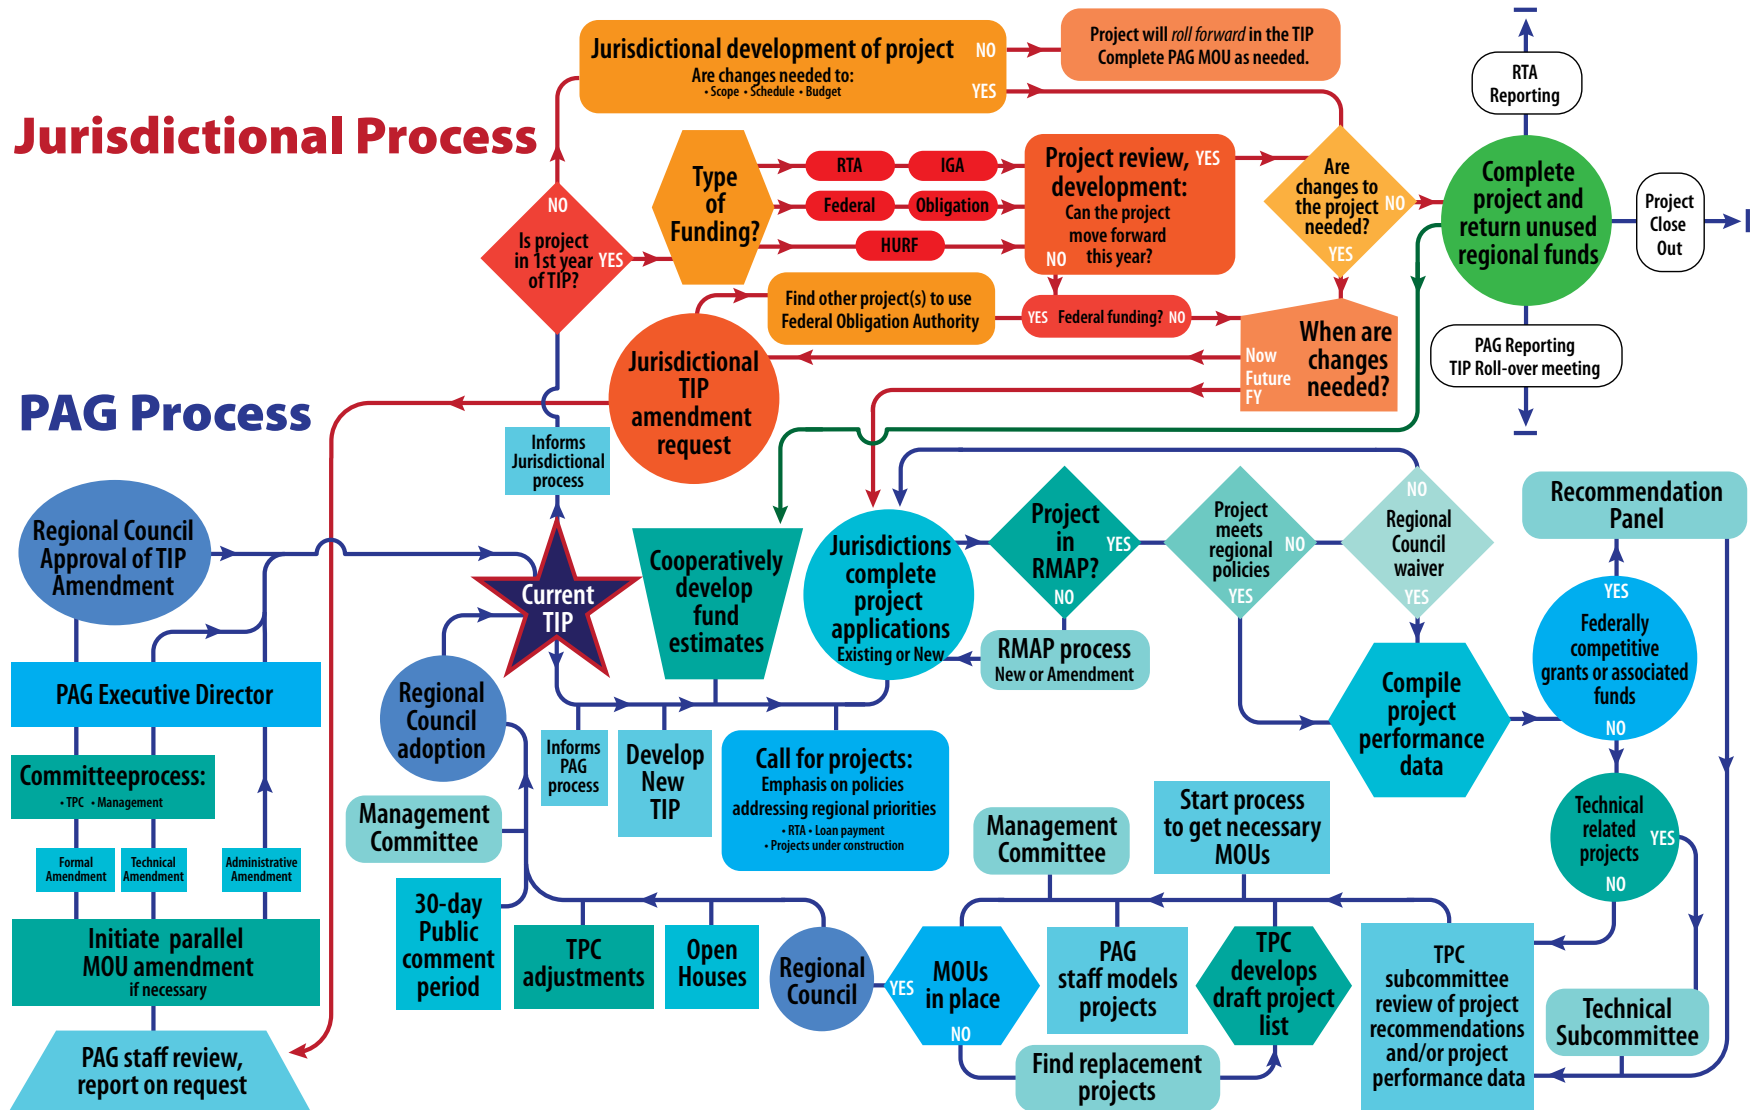 Jurisdictional Process
Jurisdictional development of project
NO
Are changes needed to:
• Scope • Schedule • Budget
YES
Project will roll forward in the TIP
Complete PAG MOU as needed.
RTA
Reporting
Type
of
Funding?
RTA
IGA
Federal
Obligation
HURF
Project review, YES
development:
Can the project
move forward
this year?
NO
Are
changes to
the project
needed?
NO
YES
Complete
project and
return unused
regional funds
Project
Close
Out
NO
Is project
in 1st year
of TIP?
YES
Find other project(s) to use
Federal Obligation Authority
YES Federal funding? NO
When are
changes
needed?
Now
Future
FY
PAG Reporting
TIP Roll-over meeting
Jurisdictional
TIP
amendment
request
PAG Process
Informs
Jurisdictional
process
Regional Council
Approval of TIP
Amendment
Current
TIP
Cooperatively
develop
fund
estimates
Jurisdictions
complete
project
applications
Existing or New
Project
in
RMAP?
YES
NO
RMAP process
New or Amendment
Project
meets
regional
policies
NO
YES
NO
Regional
Council
waiver
YES
Recommendation
Panel
YES
Federally
competitive
grants or associated
funds
NO
PAG Executive Director
Regional
Council
adoption
Compile
project
performance
data
Committeeprocess:
• TPC • Management
Informs
PAG
process
Develop
New
TIP
Call for projects:
Emphasis on policies
addressing regional priorities
• RTA • Loan payment
• Projects under construction
Management
Committee
Management
Committee
Start process
to get necessary
MOUs
Technical
related
projects
YES
NO
Formal
Amendment
Technical
Amendment
Administrative
Amendment
30-day
Public
comment
period
TPC
adjustments
Open
Houses
Regional
Council
YES
MOUs
in place
NO
PAG
staff models
projects
TPC
develops
draft project
list
TPC
subcommittee
review of project
recommendations
and/or project
performance data
Technical
Subcommittee
Find replacement
projects
Initiate parallel
MOU amendment
if necessary
PAG staff review,
report on request